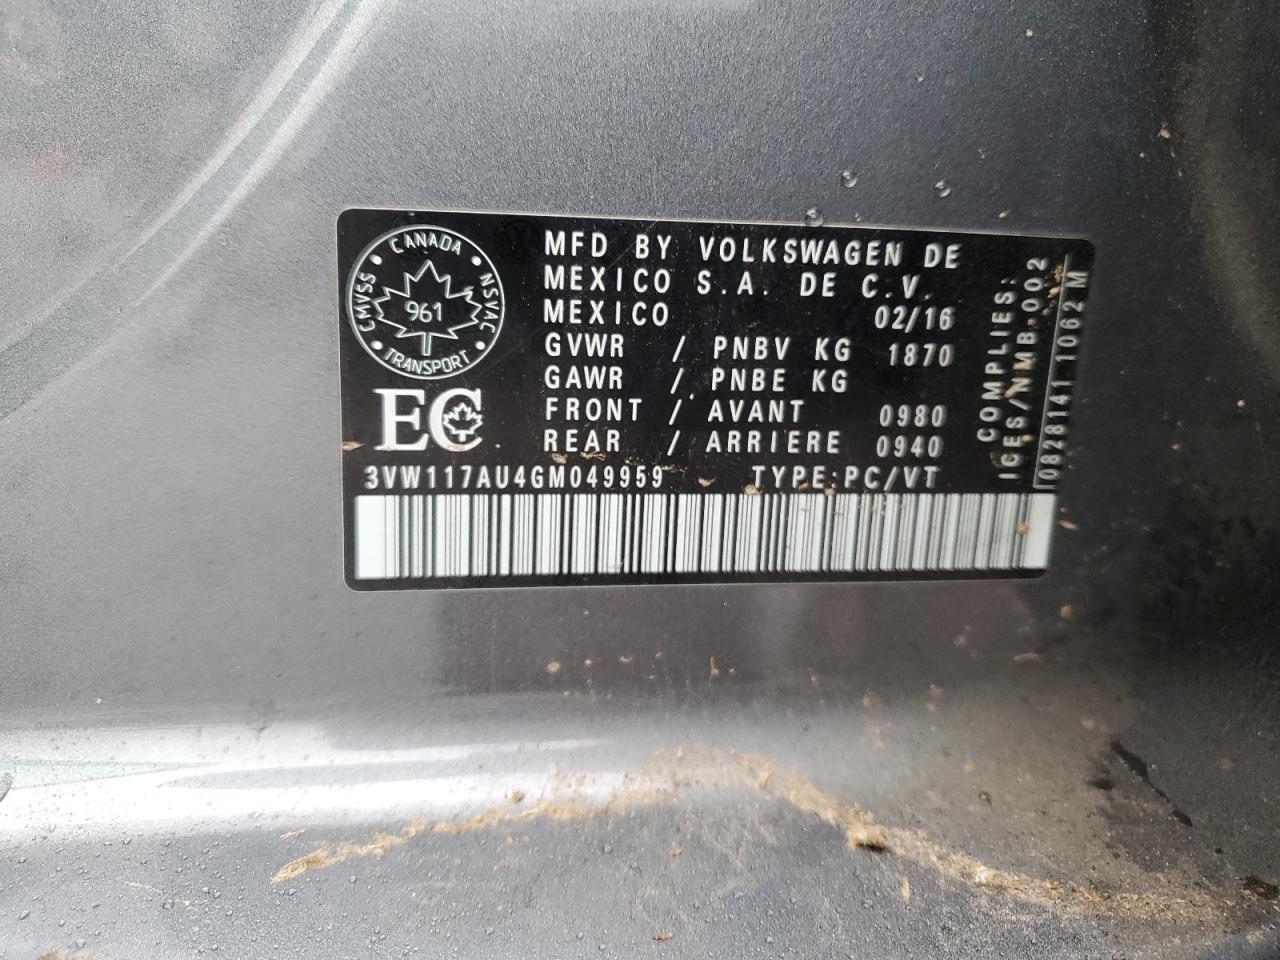 CANADA
CMVSS
NSVAC
961
TRANSPORT
EC
MFD BY VOLKSWAGEN DE
MEXICO S.A. DE C.V.
MEXICO 02/16
GVWR / PNBV KG 1870
GAWR / PNBE KG
FRONT / AVANT 0980
REAR / ARRIERE 0940
3VW117AU4GM049959 TYPE:PC/VT
COMPLIES:
ICES/NMB.002
0828141 1062 M